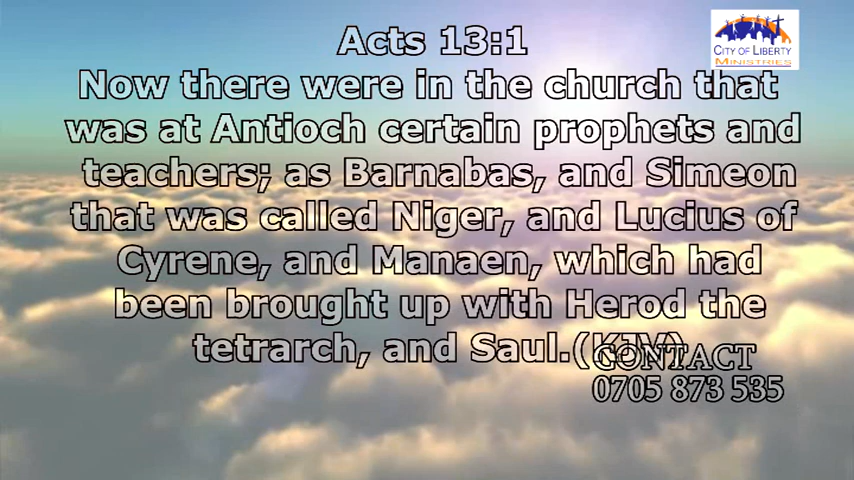 CITY OF LIBERTY
MINISTRIES
Acts 13:1
Now there were in the church that
was at Antioch certain prophets and
teachers; as Barnabas, and Simeon
that was called Niger, and Lucius of
Cyrene, and Manaen, which had
been brought up with Herod the
tetrarch, and Saul.(KJV)
CONTACT
0705 873 535